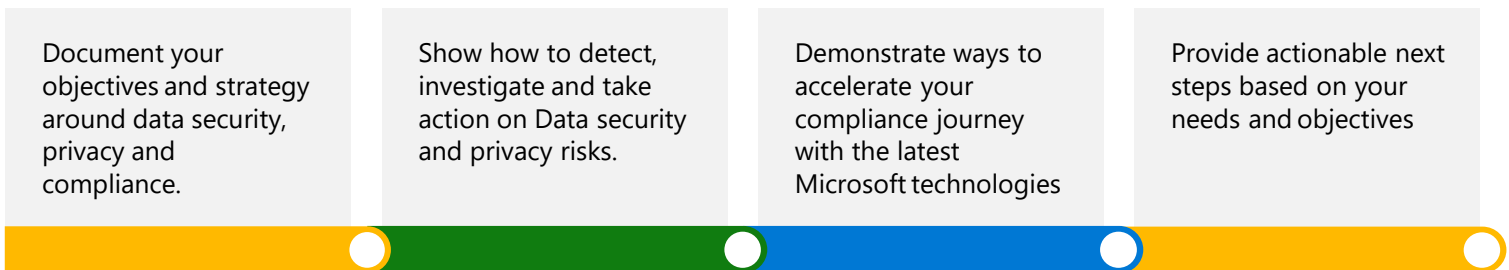 Document your
objectives and strategy
around data security,
privacy and
compliance.
Show how to detect,
investigate and take
action on Data security
and privacy risks.
Demonstrate ways to
accelerate your
compliance journey
with the latest
Microsoft technologies
Provide actionable next
steps based on your
needs and objectives